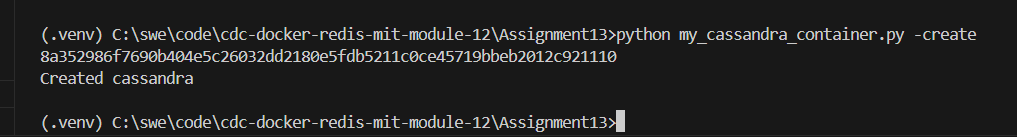 (.venv) C:\swe\code\cdc-docker-redis-mit-module-12\Assignment13>python my_cassandra_container.py -create
8a352986f7690b404e5c26032dd2180e5fdb5211c0ce45719bbeb2012c921110
Created cassandra
(.venv) C:\swe\code\cdc-docker-redis-mit-module-12\Assignment13>